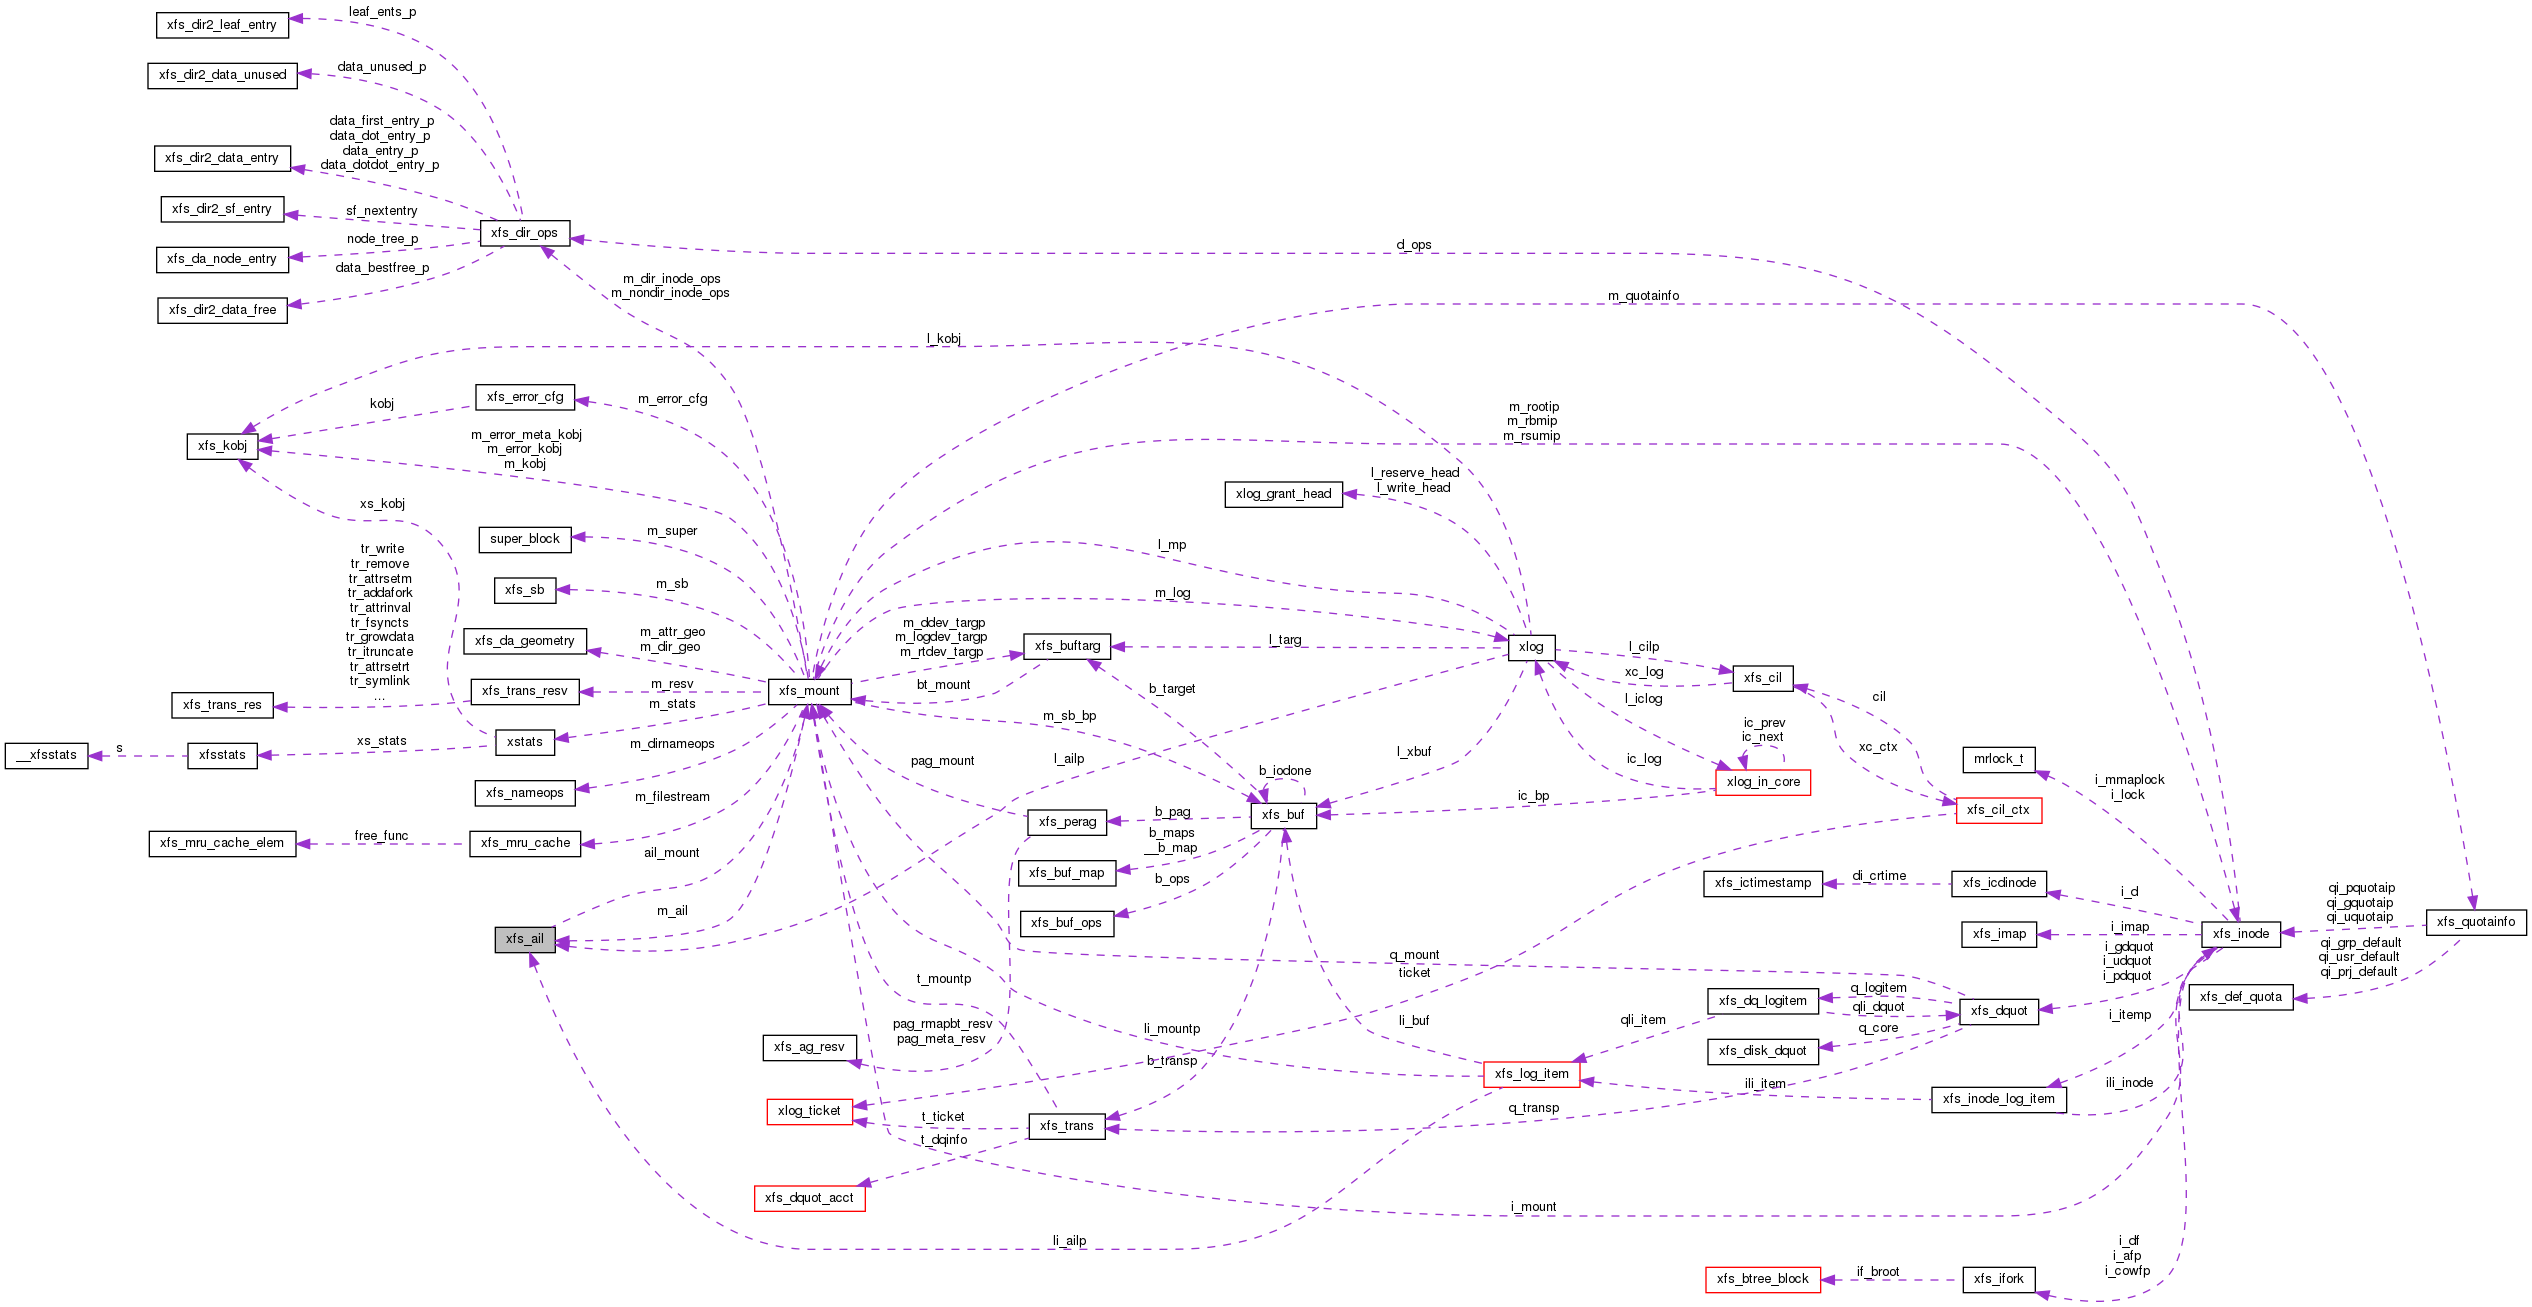 xfs_dir2_leaf_entry
leaf_ents_p
xfs_dir2_data_unused
data_unused_p
data_first_entry_p
data_dot_entry_p
data_entry_p
data_dotdot_entry_p
xfs_dir2_data_entry
xfs_dir2_sf_entry
sf_nextentry
xfs_dir_ops
node_tree_p
xfs_da_node_entry
data_bestfree_p
xfs_dir2_data_free
d_ops
m_dir_inode_ops
m_nondir_inode_ops
m_quotainfo
l_kobj
xfs_error_cfg
kobj
m_error_cfg
xfs_kobj
m_error_meta_kobj
m_error_kobj
m_kobj
m_rootip
m_rbmip
m_rsumip
l_reserve_head
l_write_head
xlog_grant_head
xs_kobj
super_block
m_super
l_mp
tr_write
tr_remove
tr_attrsetm
tr_addafork
tr_attrinval
tr_fsyncts
tr_growdata
tr_itruncate
tr_attrsetrt
tr_symlink
...
xfs_sb
m_sb
m_log
xfs_da_geometry
m_attr_geo
m_dir_geo
m_ddev_targp
m_logdev_targp
m_rtdev_targp
xfs_buftarg
l_targ
xlog
l_cilp
xc_log
xfs_cil
xfs_trans_res
xfs_trans_resv
m_resv
xfs_mount
bt_mount
b_target
l_iclog
cil
m_stats
m_sb_bp
__xfsstats
s
xfsstats
xs_stats
xstats
m_dirnameops
l_ailp
pag_mount
l_xbuf
ic_log
ic_prev
ic_next
xlog_in_core
xc_ctx
mrlock_t
i_mmaplock
i_lock
xfs_nameops
m_filestream
b_iodone
ic_bp
xfs_cil_ctx
xfs_perag
b_pag
xfs_buf
xfs_mru_cache_elem
free_func
xfs_mru_cache
ail_mount
b_maps
__b_map
xfs_buf_map
b_ops
xfs_buf_ops
xfs_ictimestamp
di_crtime
xfs_icdinode
i_d
qi_pquotaip
qi_gquotaip
qi_uquotaip
xfs_quotainfo
xfs_ail
m_ail
xfs_imap
i_imap
xfs_inode
q_mount
ticket
i_gdquot
i_udquot
i_pdquot
qi_grp_default
qi_usr_default
qi_prj_default
xfs_def_quota
t_mountp
xfs_dq_logitem
q_logitem
qli_dquot
xfs_dquot
i_itemp
qli_item
q_core
xfs_ag_resv
pag_rmapbt_resv
pag_meta_resv
li_mountp
li_buf
xfs_disk_dquot
b_transp
xfs_log_item
ili_item
ili_inode
xfs_inode_log_item
xlog_ticket
t_ticket
xfs_trans
q_transp
t_dqinfo
xfs_dquot_acct
i_mount
li_ailp
i_df
i_afp
i_cowfp
xfs_btree_block
if_broot
xfs_ifork